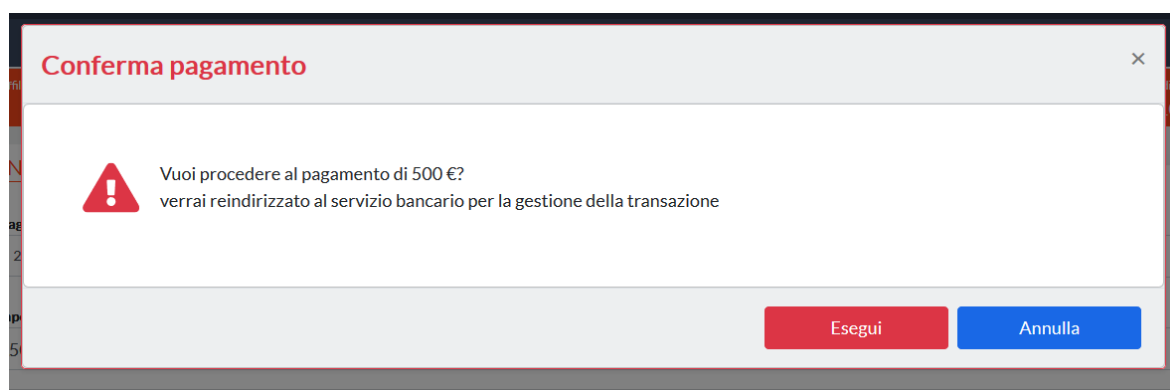 Conferma pagamento
×
Vuoi procedere al pagamento di 500 €?
verrai reindirizzato al servizio bancario per la gestione della transazione
Esegui
Annulla